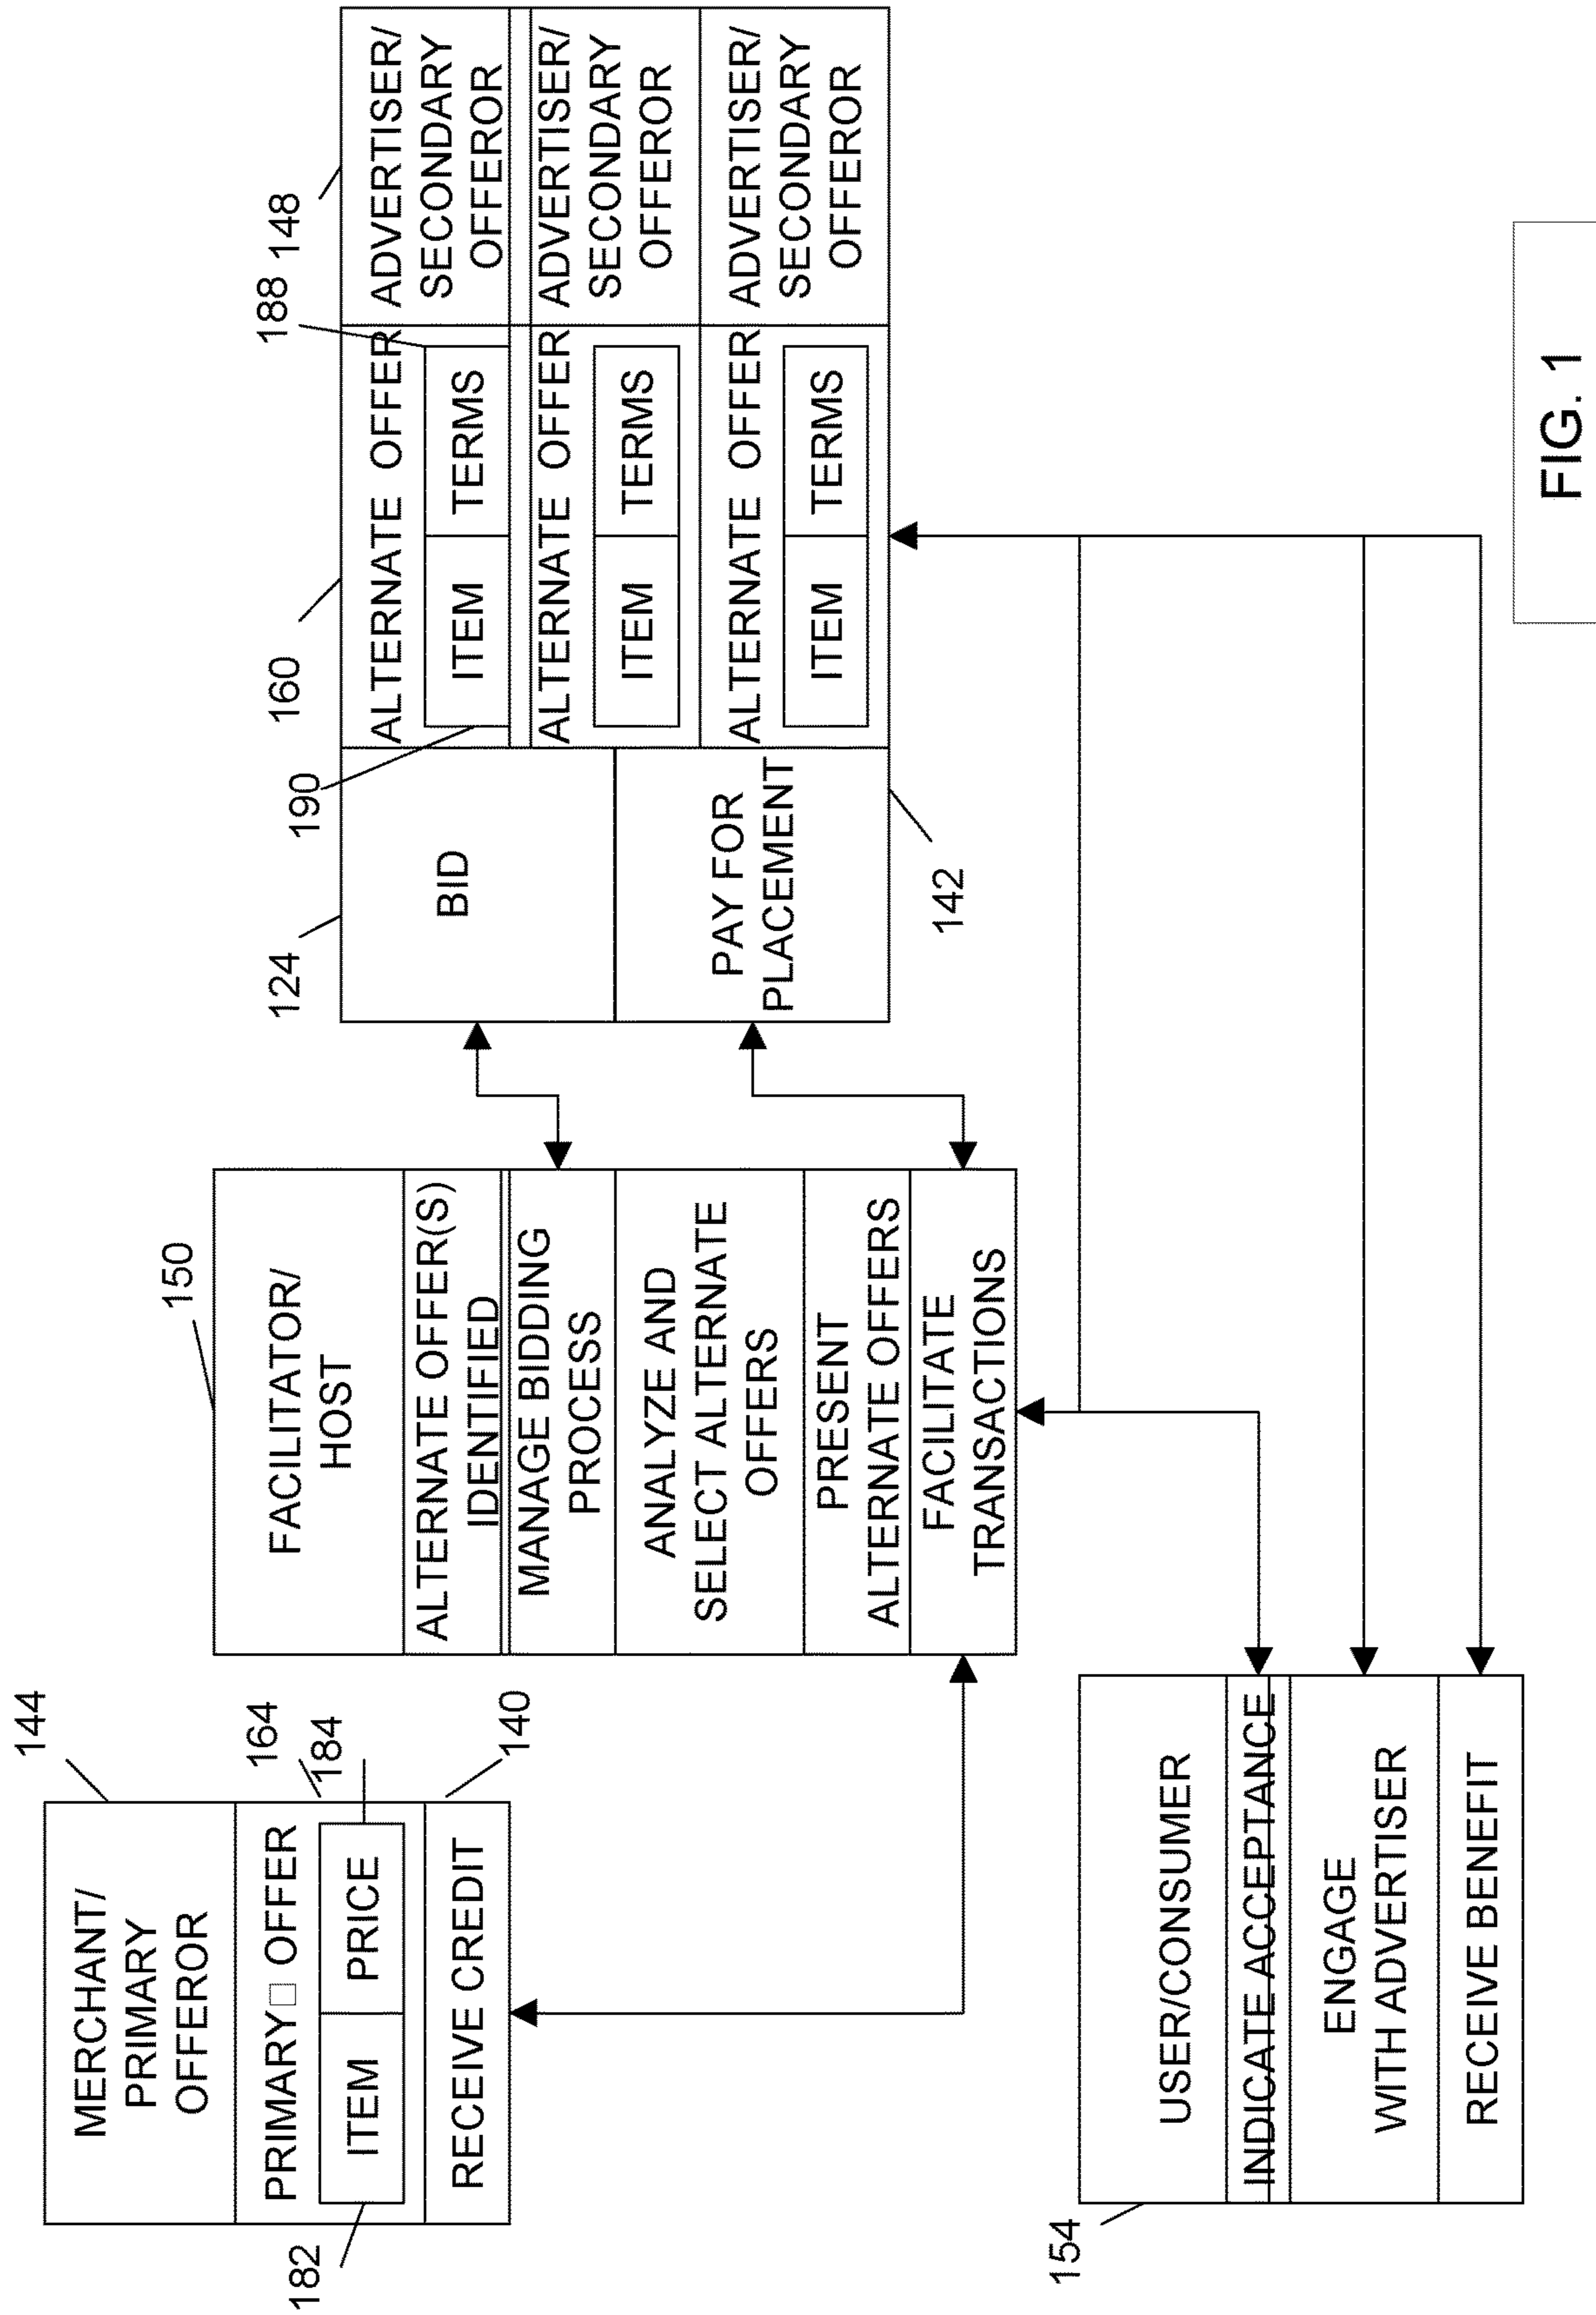 144
MERCHANT/
PRIMARY
OFFEROR
164
184
PRIMARY□ OFFER
182
ITEM
PRICE
140
RECEIVE CREDIT
150
FACILITATOR/
HOST
ALTERNATE OFFER(S)
IDENTIFIED
MANAGE BIDDING
PROCESS
ANALYZE AND
SELECT ALTERNATE
OFFERS
PRESENT
ALTERNATE OFFERS
FACILITATE
TRANSACTIONS
124
BID
PAY FOR
PLACEMENT
142
160
190
188
148
ALTERNATE OFFER
ITEM
TERMS
ADVERTISER/
SECONDARY
OFFEROR
ALTERNATE OFFER
ITEM
TERMS
ADVERTISER/
SECONDARY
OFFEROR
ALTERNATE OFFER
ITEM
TERMS
ADVERTISER/
SECONDARY
OFFEROR
154
USER/CONSUMER
INDICATE ACCEPTANCE
ENGAGE
WITH ADVERTISER
RECEIVE BENEFIT
FIG. 1